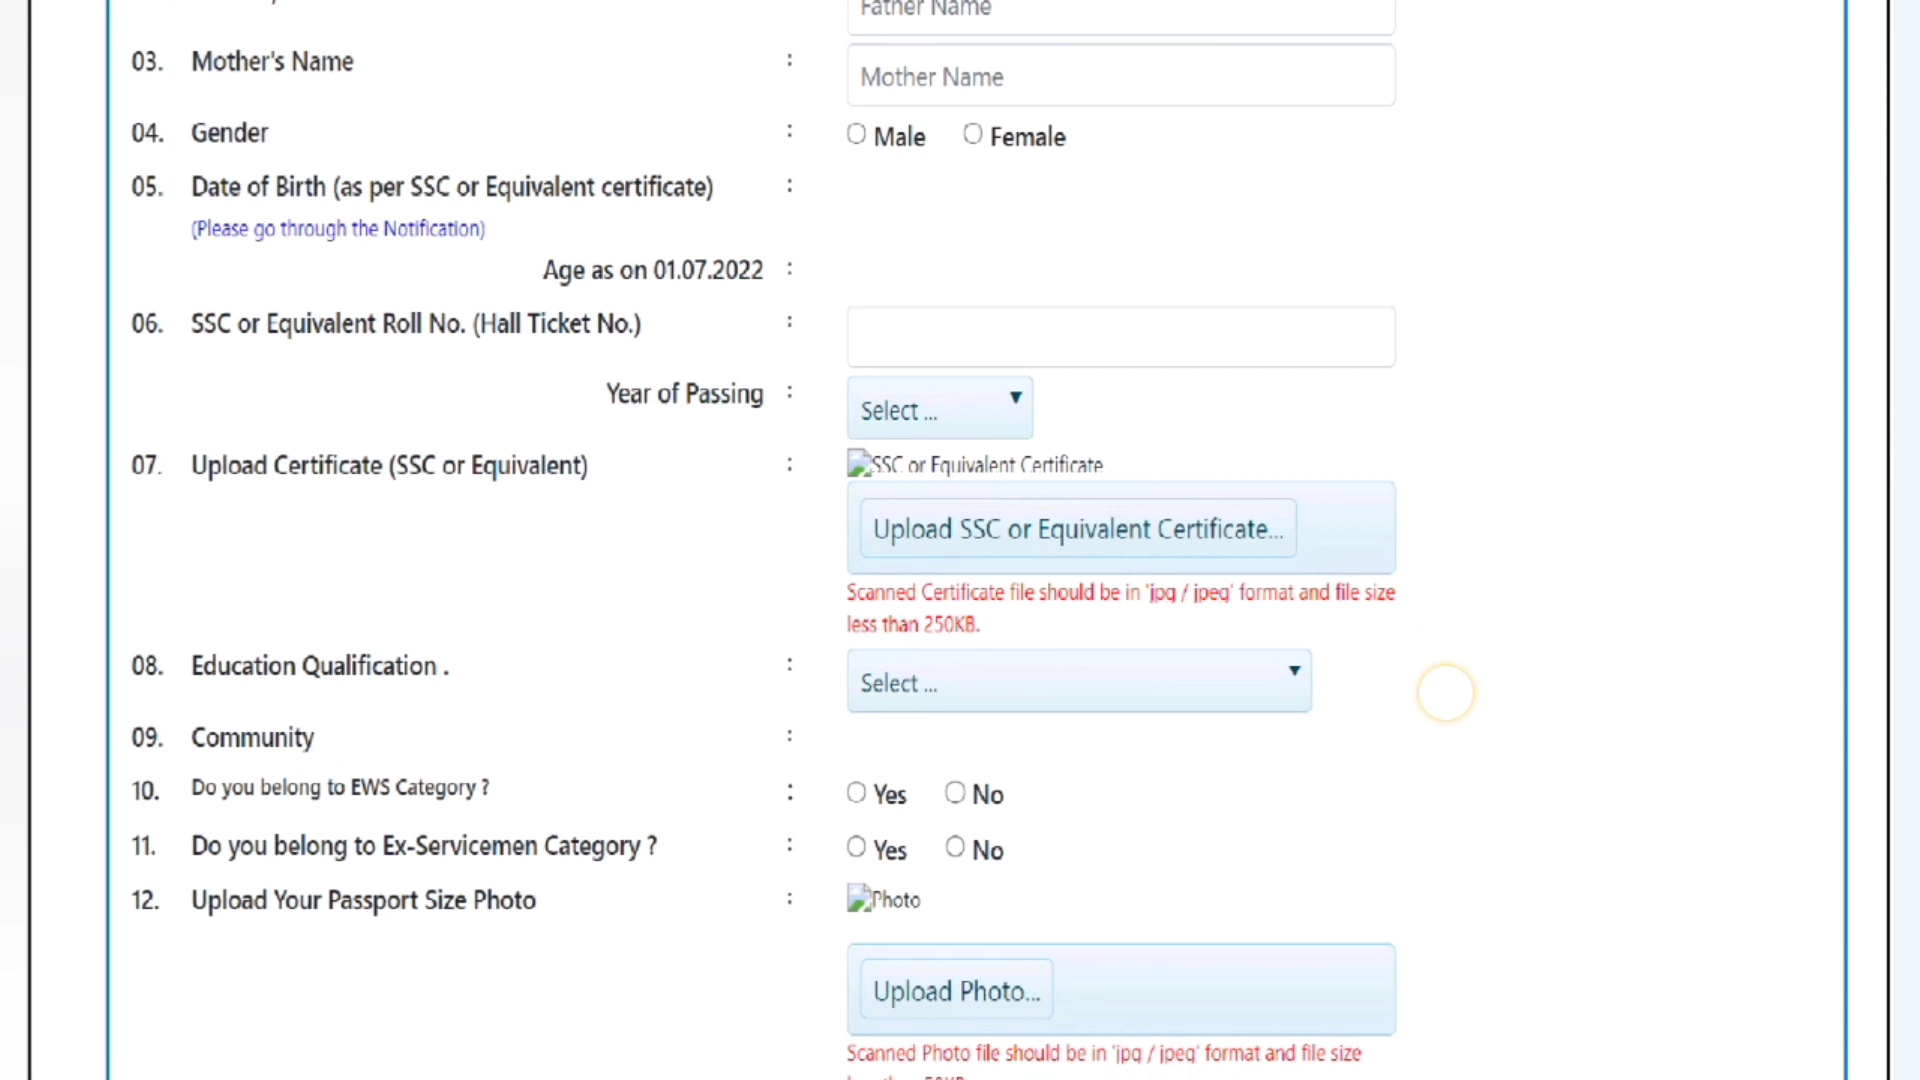 Father Name
03. Mother's Name :
Mother Name
04. Gender : Male Female
05. Date of Birth (as per SSC or Equivalent certificate) :
(Please go through the Notification)
Age as on 01.07.2022 :
06. SSC or Equivalent Roll No. (Hall Ticket No.) :
Year of Passing : Select ...
07. Upload Certificate (SSC or Equivalent) : SSC or Equivalent Certificate
Upload SSC or Equivalent Certificate...
Scanned Certificate file should be in 'jpg / jpeg' format and file size
less than 250KB.
08. Education Qualification . : Select ...
09. Community :
10. Do you belong to EWS Category ? : Yes No
11. Do you belong to Ex-Servicemen Category ? : Yes No
12. Upload Your Passport Size Photo : Photo
Upload Photo...
Scanned Photo file should be in 'jpg / jpeg' format and file size